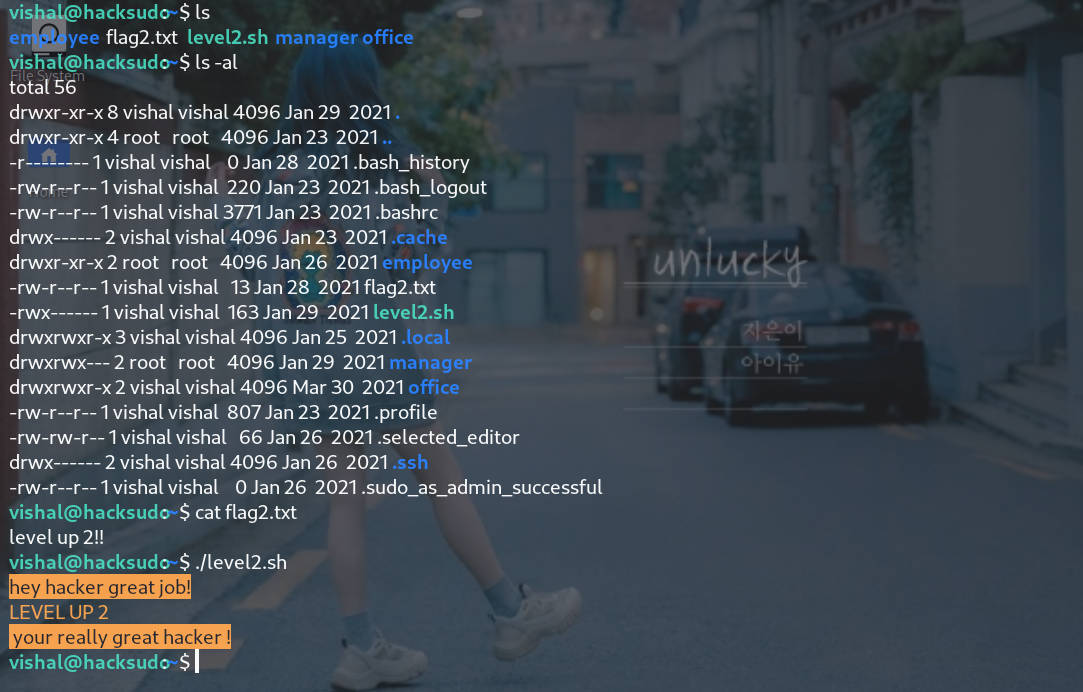 vishal@hacksudo:~$ ls
employee flag2.txt level2.sh manager office
vishal@hacksudo:~$ ls -al
File System
total 56
drwxr-xr-x 8 vishal vishal 4096 Jan 29 2021 .
drwxr-xr-x 4 root root 4096 Jan 23 2021 ..
-r-------- 1 vishal vishal 0 Jan 28 2021 .bash_history
-rw-r--r-- 1 vishal vishal 220 Jan 23 2021 .bash_logout
Home
-rw-r--r-- 1 vishal vishal 3771 Jan 23 2021 .bashrc
drwx------ 2 vishal vishal 4096 Jan 23 2021 .cache
drwxr-xr-x 2 root root 4096 Jan 26 2021 employee
unlucky
-rw-r--r-- 1 vishal vishal 13 Jan 28 2021 flag2.txt
-rwx------ 1 vishal vishal 163 Jan 29 2021 level2.sh
지은이
drwxrwxr-x 3 vishal vishal 4096 Jan 25 2021 .local
drwxrwx--- 2 root root 4096 Jan 29 2021 manager
아이유
drwxrwxr-x 2 vishal vishal 4096 Mar 30 2021 office
-rw-r--r-- 1 vishal vishal 807 Jan 23 2021 .profile
-rw-rw-r-- 1 vishal vishal 66 Jan 26 2021 .selected_editor
drwx------ 2 vishal vishal 4096 Jan 26 2021 .ssh
-rw-r--r-- 1 vishal vishal 0 Jan 26 2021 .sudo_as_admin_successful
vishal@hacksudo:~$ cat flag2.txt
level up 2!!
vishal@hacksudo:~$ ./level2.sh
hey hacker great job!
LEVEL UP 2
your really great hacker !
vishal@hacksudo:~$